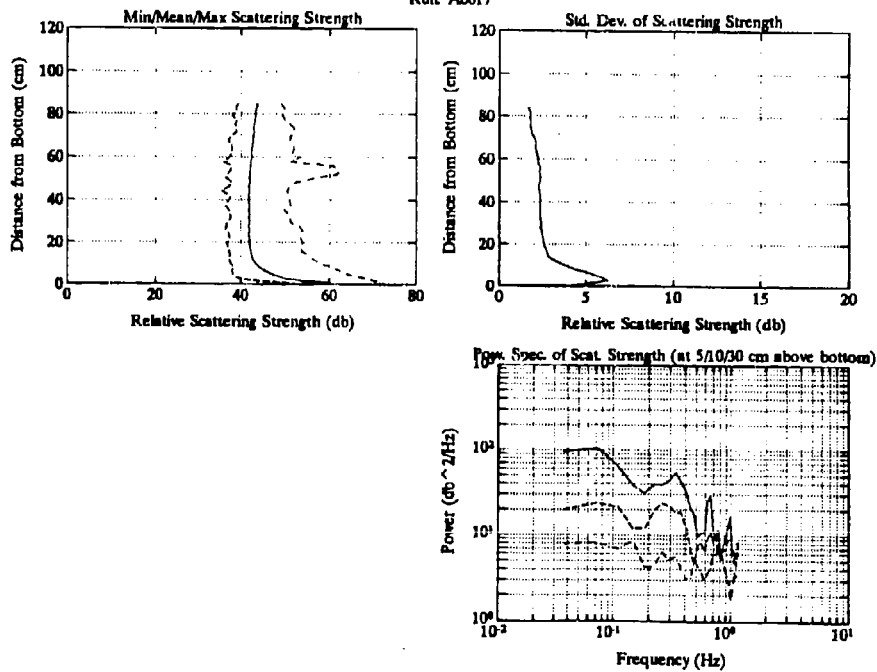 Min/Mean/Max Scattering Strength
120
100
80
60
40
20
0
0 20 40 60 80
Distance from Bottom (cm)
Relative Scattering Strength (db)
Std. Dev. of Scattering Strength
120
100
80
60
40
20
0
0 5 10 15 20
Distance from Bottom (cm)
Relative Scattering Strength (db)
Pow. Spec. of Scat. Strength (at 5/10/30 cm above bottom)
10²
10¹
10⁰
10⁻² 10⁻¹ 10⁰ 10¹
Power (db^2/Hz)
Frequency (Hz)